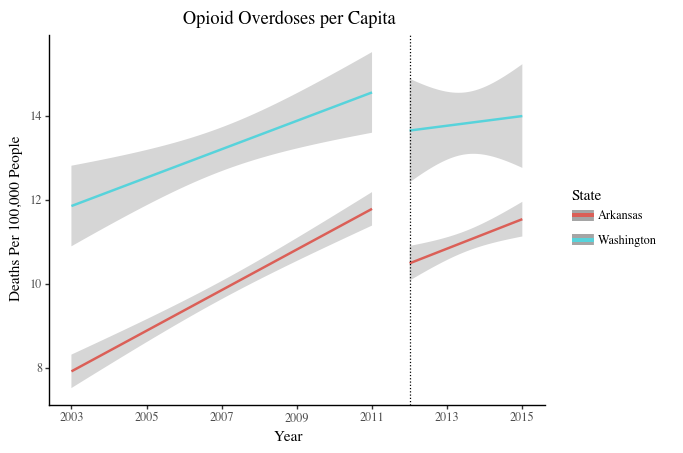 Opioid Overdoses per Capita
Deaths Per 100,000 People
14
12
10
8
2003 2005 2007 2009 2011 2013 2015
Year
State
Arkansas
Washington